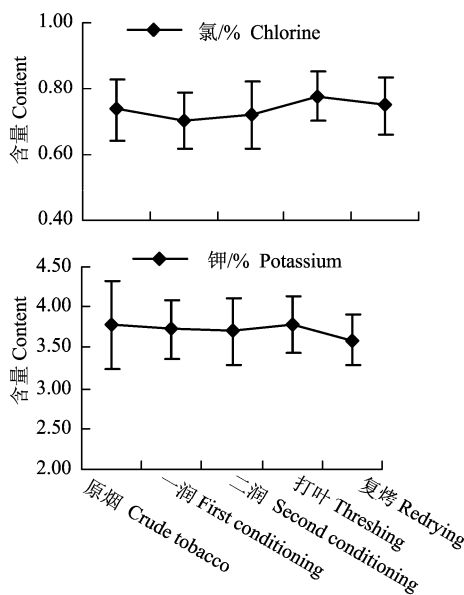 氯/% Chlorine
含量 Content
1.00
0.80
0.60
0.40
钾/% Potassium
含量 Content
4.50
4.00
3.50
3.00
2.50
2.00
原烟 Crude tobacco
一润 First conditioning
二润 Second conditioning
打叶 Threshing
复烤 Redrying